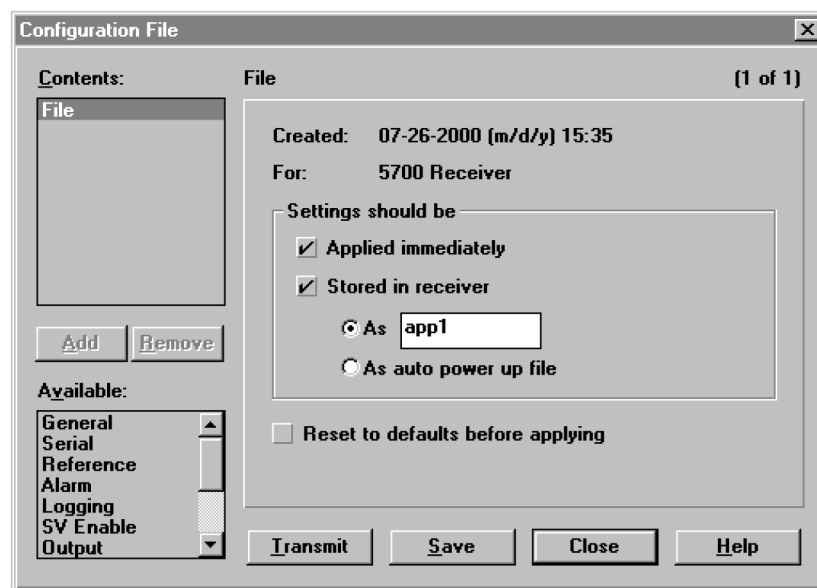 Configuration File
Contents:
File
Add
Remove
Available:
General
Serial
Reference
Alarm
Logging
SV Enable
Output
File
(1 of 1)
Created: 07-26-2000 (m/d/y) 15:35
For: 5700 Receiver
Settings should be
Applied immediately
Stored in receiver
As app1
As auto power up file
Reset to defaults before applying
Transmit
Save
Close
Help